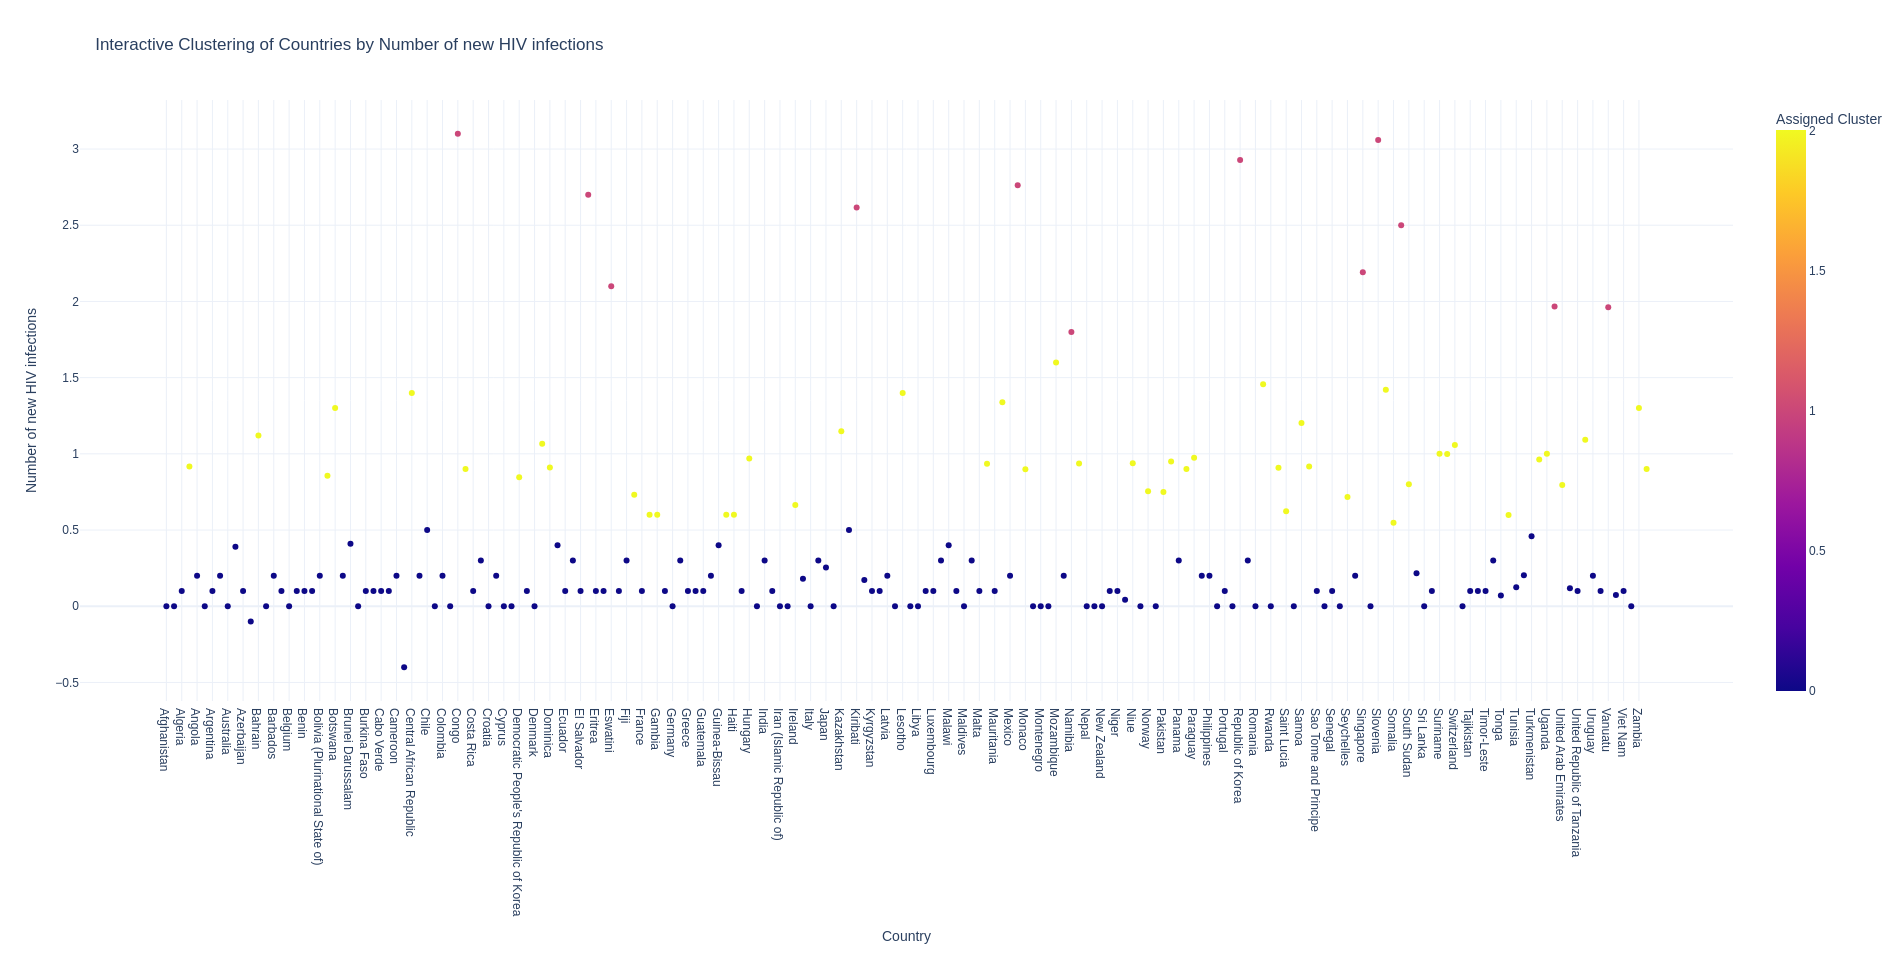 Interactive Clustering of Countries by Number of new HIV infections
Assigned Cluster
2
1.5
1
0.5
0
Number of new HIV infections
3
2.5
2
1.5
1
0.5
0
−0.5
Afghanistan
Algeria
Angola
Argentina
Australia
Azerbaijan
Bahrain
Barbados
Belgium
Benin
Bolivia (Plurinational State of)
Botswana
Brunei Darussalam
Burkina Faso
Cabo Verde
Cameroon
Central African Republic
Chile
Colombia
Congo
Costa Rica
Croatia
Cyprus
Democratic People's Republic of Korea
Denmark
Dominica
Ecuador
El Salvador
Eritrea
Eswatini
Fiji
France
Gambia
Germany
Greece
Guatemala
Guinea-Bissau
Haiti
Hungary
India
Iran (Islamic Republic of)
Ireland
Italy
Japan
Kazakhstan
Kiribati
Kyrgyzstan
Latvia
Lesotho
Libya
Luxembourg
Malawi
Maldives
Malta
Mauritania
Mexico
Monaco
Montenegro
Mozambique
Namibia
Nepal
New Zealand
Niger
Niue
Norway
Pakistan
Panama
Paraguay
Philippines
Portugal
Republic of Korea
Romania
Rwanda
Saint Lucia
Samoa
Sao Tome and Principe
Senegal
Seychelles
Singapore
Slovenia
Somalia
South Sudan
Sri Lanka
Suriname
Switzerland
Tajikistan
Timor-Leste
Tonga
Tunisia
Turkmenistan
Uganda
United Arab Emirates
United Republic of Tanzania
Uruguay
Vanuatu
Viet Nam
Zambia
Country